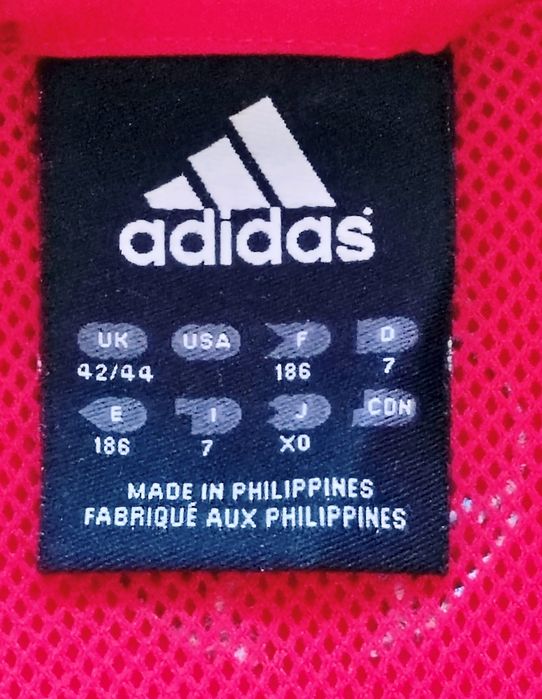 adidas
UK USA F D
42/44 186 7
E I J CDN
186 7 XO
MADE IN PHILIPPINES
FABRIQUÉ AUX PHILIPPINES